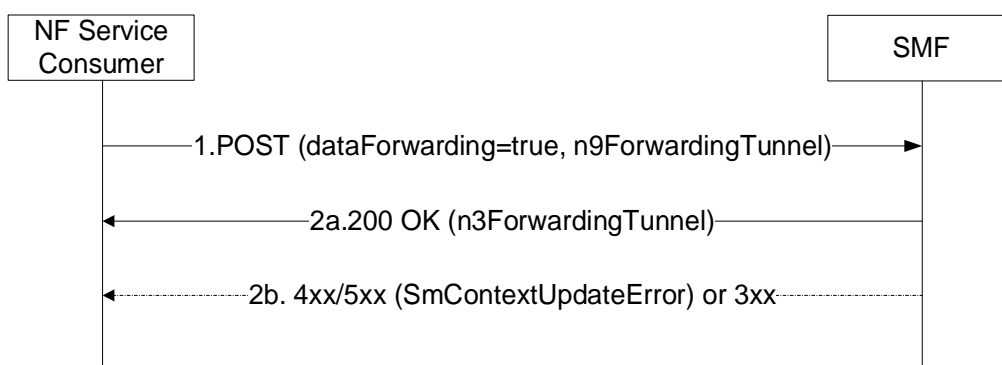 NF Service
Consumer
SMF
1.POST (dataForwarding=true, n9ForwardingTunnel)
2a.200 OK (n3ForwardingTunnel)
2b. 4xx/5xx (SmContextUpdateError) or 3xx